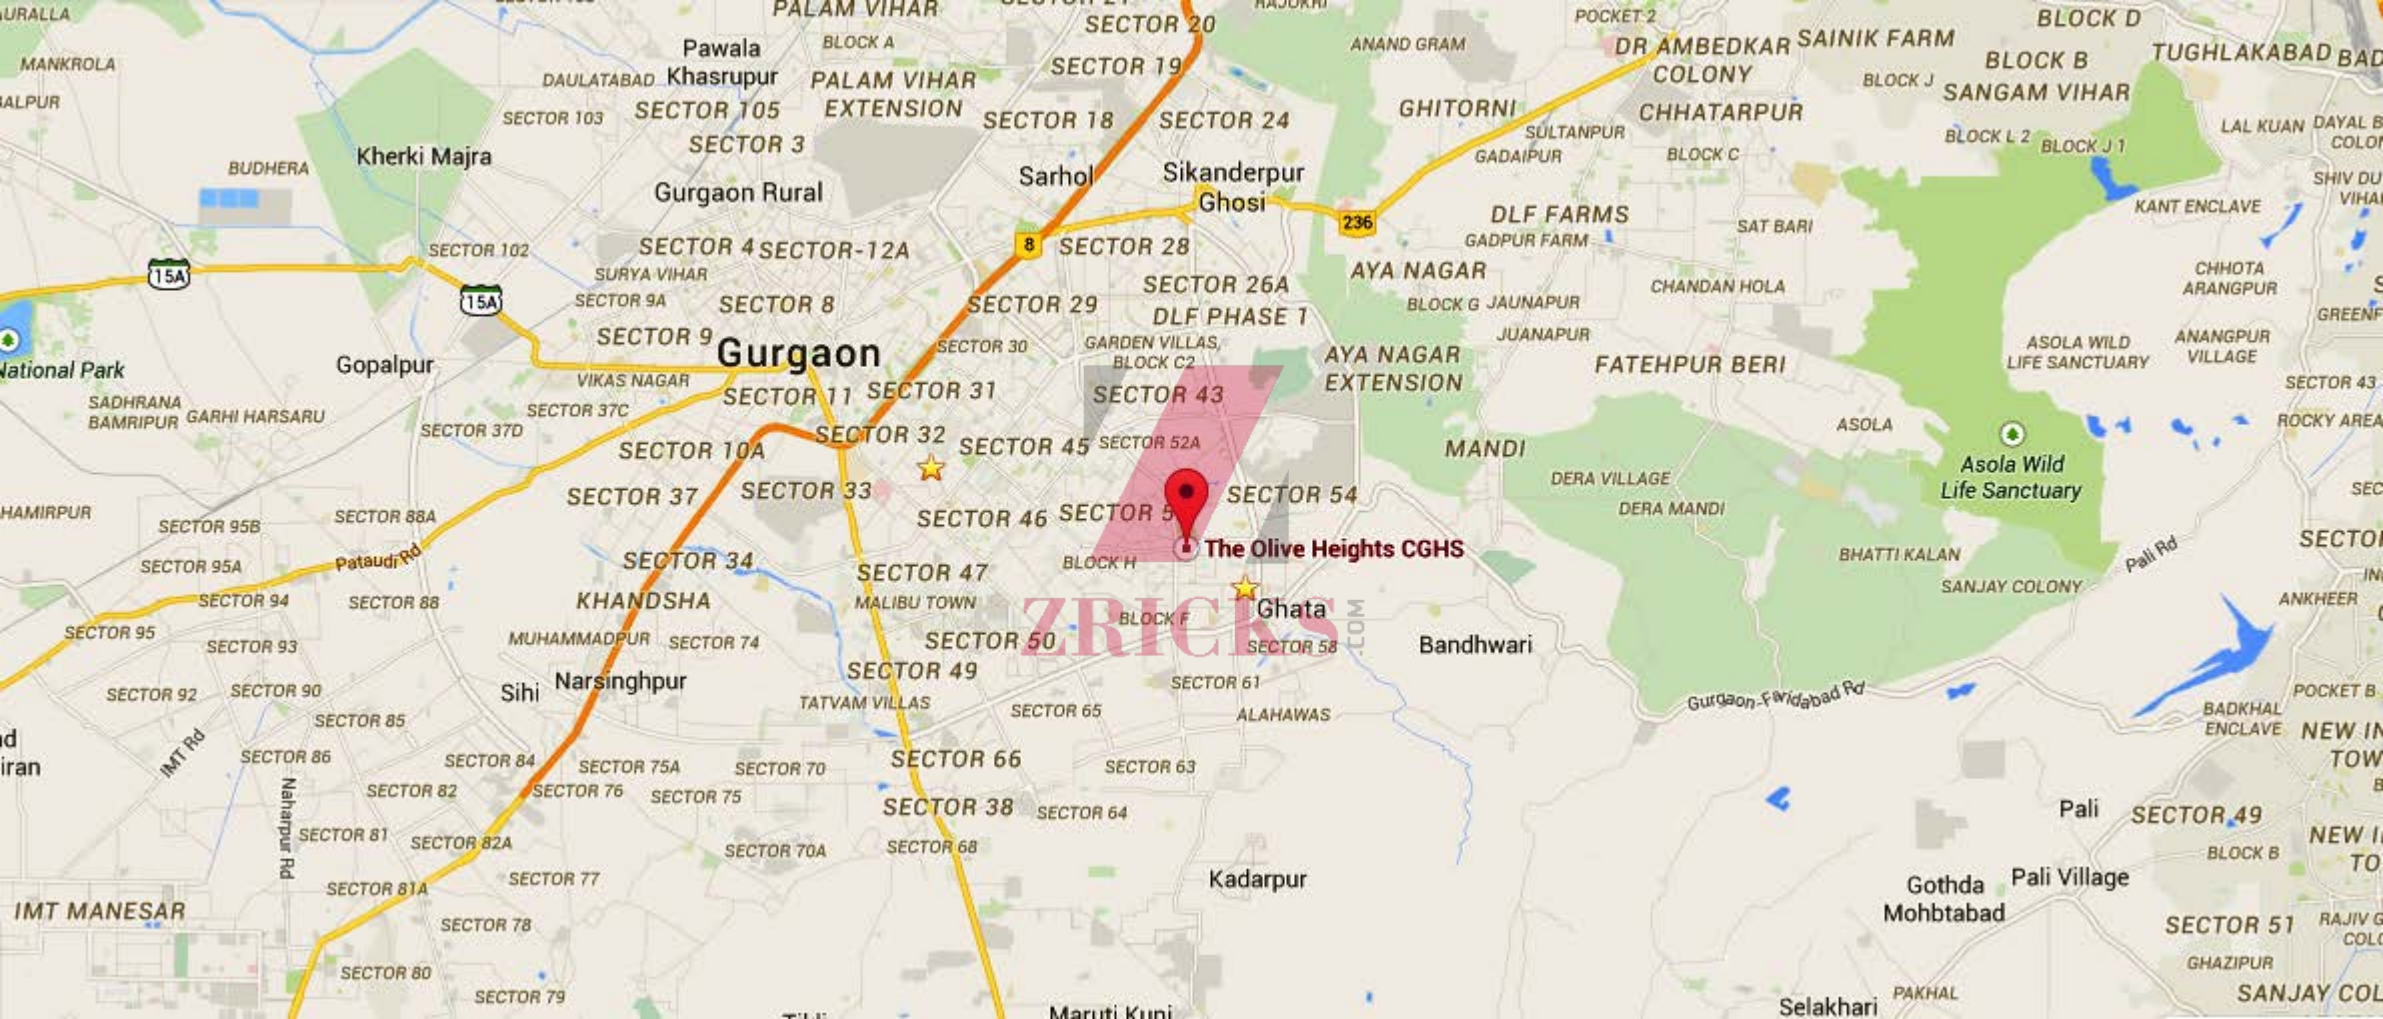 PALAM VIHAR
SECTOR 20
POCKET 2
BLOCK D
Pawala
Khasrupur
BLOCK A
ANAND GRAM
DR AMBEDKAR
COLONY
SAINIK FARM
BLOCK B
TUGHLAKABAD
MANKROLA
DAULATABAD
PALAM VIHAR
EXTENSION
SECTOR 19
BLOCK J
SANGAM VIHAR
SECTOR 103
SECTOR 105
SECTOR 18
SECTOR 24
GHITORNI
CHHATARPUR
SULTANPUR
BLOCK L 2
BLOCK J 1
LAL KUAN
SECTOR 3
Kherki Majra
BUDHERA
Sarhol
Sikanderpur
Ghosi
GADAIPUR
BLOCK C
Gurgaon Rural
KANT ENCLAVE
236
DLF FARMS
SAT BARI
8
SECTOR 28
GADPUR FARM
SECTOR 102
SECTOR 4
SECTOR-12A
15A
SURYA VIHAR
SECTOR 26A
AYA NAGAR
CHHOTA
ARANGPUR
CHANDAN HOLA
15A
SECTOR 9A
SECTOR 8
SECTOR 29
DLF PHASE 1
BLOCK G
JAUNAPUR
JUANAPUR
SECTOR 9
Gurgaon
SECTOR 30
GARDEN VILLAS,
BLOCK C2
AYA NAGAR
EXTENSION
FATEHPUR BERI
ASOLA WILD
LIFE SANCTUARY
ANANGPUR
VILLAGE
National Park
Gopalpur
VIKAS NAGAR
SECTOR 11
SECTOR 31
SECTOR 43
SECTOR 43
SADHRANA
BAMRIPUR
GARHI HARSARU
SECTOR 37C
SECTOR 37D
SECTOR 32
ROCKY AREA
ASOLA
SECTOR 10A
SECTOR 45
SECTOR 52A
MANDI
Asola Wild
Life Sanctuary
SECTOR 37
SECTOR 33
SECTOR 54
DERA VILLAGE
DERA MANDI
HAMIRPUR
SECTOR 95B
SECTOR 88A
SECTOR 46
SECTOR 5
Pataudi Rd
SECTOR 95A
SECTOR 34
BLOCK H
The Olive Heights CGHS
BHATTI KALAN
Pali Rd
SECTOR 47
SANJAY COLONY
SECTOR 94
SECTOR 88
KHANDSHA
MALIBU TOWN
ZRICKS
.COM
BLOCK F
Ghata
ANKHEER
SECTOR 95
SECTOR 93
MUHAMMADPUR
SECTOR 74
SECTOR 50
SECTOR 58
Bandhwari
SECTOR 49
SECTOR 92
SECTOR 90
Sihi
Narsinghpur
SECTOR 61
Gurgaon-Faridabad Rd
POCKET B
TATVAM VILLAS
SECTOR 65
ALAHAWAS
BADKHAL
ENCLAVE
SECTOR 85
IMT Rd
SECTOR 86
SECTOR 84
SECTOR 75A
SECTOR 70
SECTOR 66
SECTOR 63
SECTOR 82
SECTOR 76
SECTOR 75
SECTOR 38
SECTOR 64
Pali
SECTOR 49
Naharpur Rd
SECTOR 81
SECTOR 82A
SECTOR 70A
SECTOR 68
BLOCK B
SECTOR 81A
SECTOR 77
Kadarpur
Gothda
Mohbtabad
Pali Village
IMT MANESAR
SECTOR 78
SECTOR 51
SECTOR 80
GHAZIPUR
SECTOR 79
Selakhari
PAKHAL
Maruti Kunj